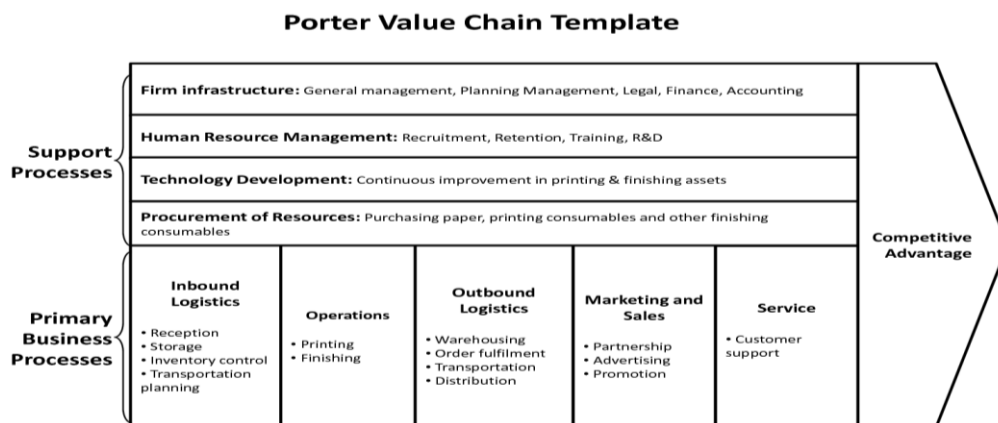 Porter Value Chain Template
Support
Processes
Firm infrastructure: General management, Planning Management, Legal, Finance, Accounting
Human Resource Management: Recruitment, Retention, Training, R&D
Technology Development: Continuous improvement in printing & finishing assets
Procurement of Resources: Purchasing paper, printing consumables and other finishing
consumables
Competitive
Advantage
Primary
Business
Processes
Inbound
Logistics
• Reception
• Storage
• Inventory control
• Transportation
planning
Operations
• Printing
• Finishing
Outbound
Logistics
• Warehousing
• Order fulfilment
• Transportation
• Distribution
Marketing and
Sales
• Partnership
• Advertising
• Promotion
Service
• Customer
support